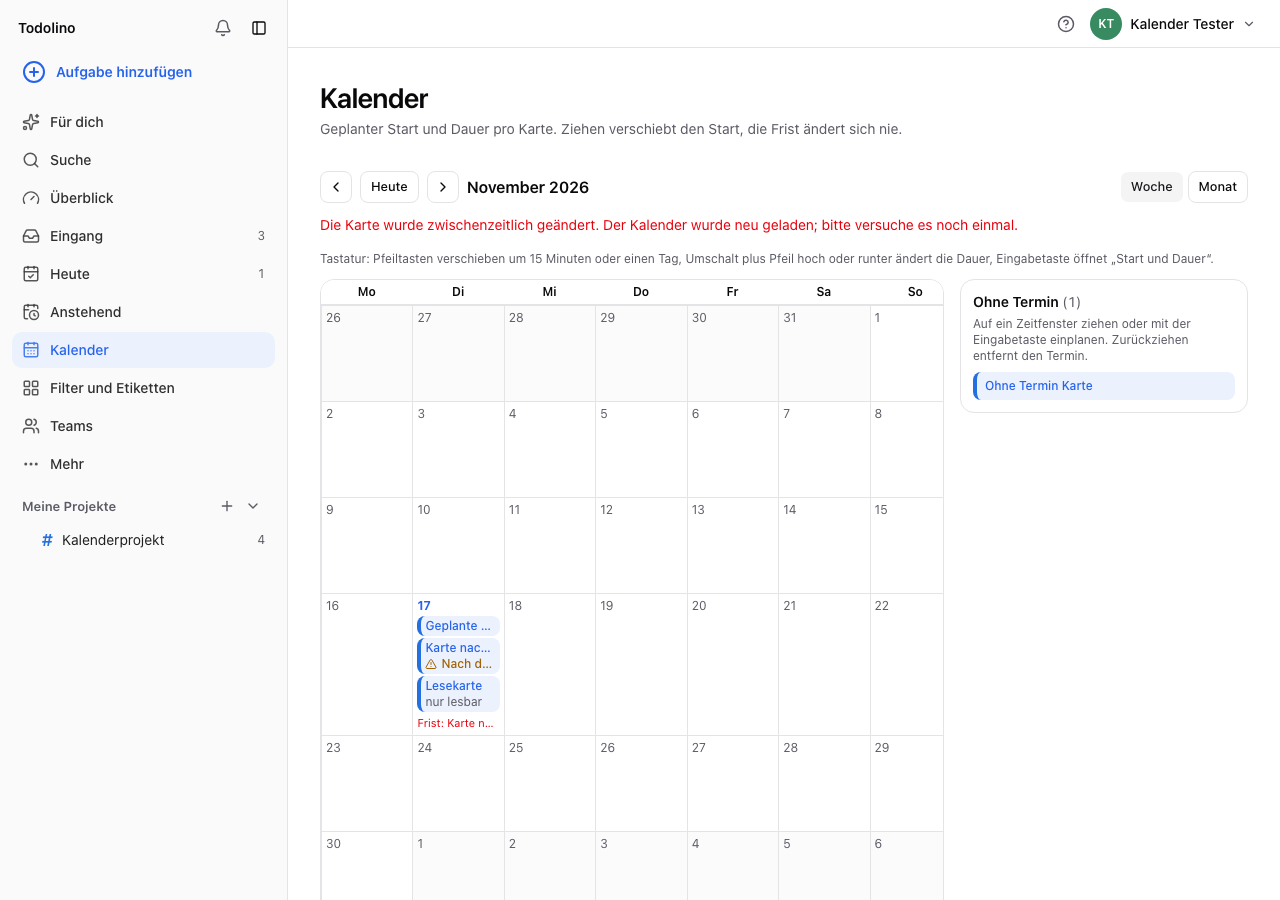 Todolino
Aufgabe hinzufügen
Für dich
Suche
Überblick
Eingang 3
Heute 1
Anstehend
Kalender
Filter und Etiketten
Teams
Mehr
Meine Projekte
# Kalenderprojekt 4
KT Kalender Tester
Kalender
Geplanter Start und Dauer pro Karte. Ziehen verschiebt den Start, die Frist ändert sich nie.
Heute November 2026 Woche Monat
Die Karte wurde zwischenzeitlich geändert. Der Kalender wurde neu geladen; bitte versuche es noch einmal.
Tastatur: Pfeiltasten verschieben um 15 Minuten oder einen Tag, Umschalt plus Pfeil hoch oder runter ändert die Dauer, Eingabetaste öffnet „Start und Dauer“.
Mo Di Mi Do Fr Sa So
26 27 28 29 30 31 1
2 3 4 5 6 7 8
9 10 11 12 13 14 15
16 17 18 19 20 21 22
Geplante ...
Karte nac...
Nach d...
Lesekarte
nur lesbar
Frist: Karte n...
23 24 25 26 27 28 29
30 1 2 3 4 5 6
Ohne Termin (1)
Auf ein Zeitfenster ziehen oder mit der
Eingabetaste einplanen. Zurückziehen
entfernt den Termin.
Ohne Termin Karte